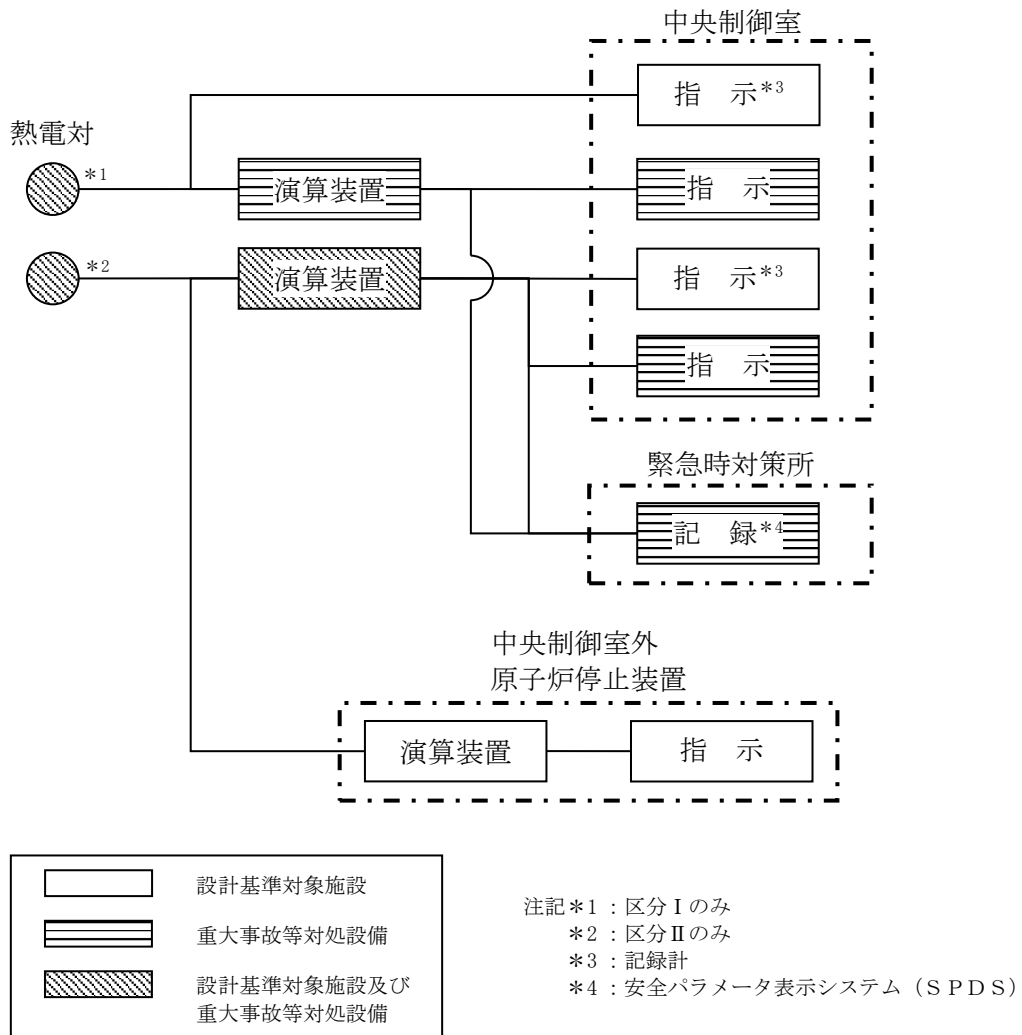 中央制御室
指　示*3
熱電対
*1
演算装置
指　示
*2
演算装置
指　示*3
指　示
緊急時対策所
記　録*4
中央制御室外
原子炉停止装置
演算装置
指　示
設計基準対象施設
重大事故等対処設備
設計基準対象施設及び
重大事故等対処設備
注記*1：区分Ⅰのみ
*2：区分Ⅱのみ
*3：記録計
*4：安全パラメータ表示システム（ＳＰＤＳ）